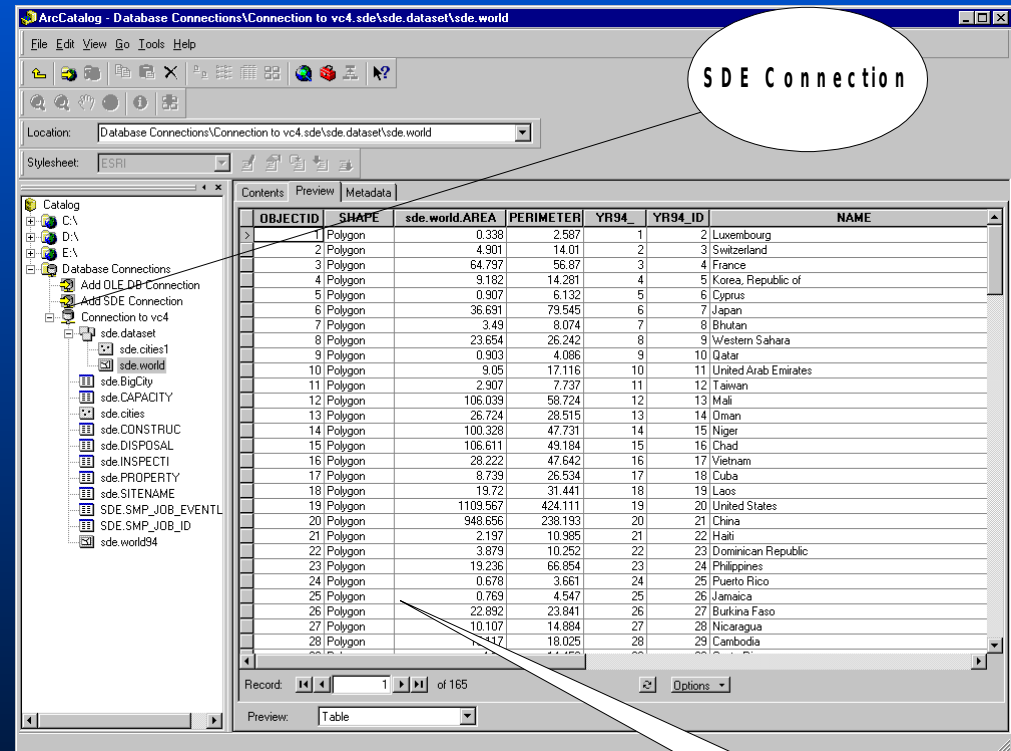 ArcCatalog - Database Connections\Connection to vc4.sde\sde.dataset\sde.world
File Edit View Go Tools Help
SDE Connection
Location: Database Connections\Connection to vc4.sde\sde.dataset\sde.world
Stylesheet: ESRI
Catalog
C:\
D:\
E:\
Database Connections
Add OLE DB Connection
Add SDE Connection
Connection to vc4
sde.dataset
sde.cities1
sde.world
sde.BigCity
sde.CAPACITY
sde.cities
sde.CONSTRUC
sde.DISPOSAL
sde.INSPECTI
sde.PROPERTY
sde.SITENAME
SDE.SMP_JOB_EVENTL
SDE.SMP_JOB_ID
sde.world94
Contents Preview Metadata
OBJECTID SHAPE sde.world.AREA PERIMETER YR94_ YR94_ID NAME
1 Polygon 0.338 2.587 1 2 Luxembourg
2 Polygon 4.901 14.01 2 3 Switzerland
3 Polygon 64.797 56.87 3 4 France
4 Polygon 9.182 14.281 4 5 Korea, Republic of
5 Polygon 0.907 6.132 5 6 Cyprus
6 Polygon 36.691 79.545 6 7 Japan
7 Polygon 3.49 8.074 7 8 Bhutan
8 Polygon 23.654 26.242 8 9 Western Sahara
9 Polygon 0.903 4.086 9 10 Qatar
10 Polygon 9.05 17.116 10 11 United Arab Emirates
11 Polygon 2.907 7.737 11 12 Taiwan
12 Polygon 106.039 58.724 12 13 Mali
13 Polygon 26.724 28.515 13 14 Oman
14 Polygon 100.328 47.731 14 15 Niger
15 Polygon 106.611 49.184 15 16 Chad
16 Polygon 28.222 47.642 16 17 Vietnam
17 Polygon 8.739 26.534 17 18 Cuba
18 Polygon 19.72 31.441 18 19 Laos
19 Polygon 1109.567 424.111 19 20 United States
20 Polygon 948.656 238.193 20 21 China
21 Polygon 2.197 10.985 21 22 Haiti
22 Polygon 3.879 10.252 22 23 Dominican Republic
23 Polygon 19.236 66.854 23 24 Philippines
24 Polygon 0.678 3.661 24 25 Puerto Rico
25 Polygon 0.769 4.547 25 26 Jamaica
26 Polygon 22.892 23.841 26 27 Burkina Faso
27 Polygon 10.107 14.884 27 28 Nicaragua
28 Polygon 18.025 28 29 Cambodia
Record: 1 of 165 Options
Preview: Table